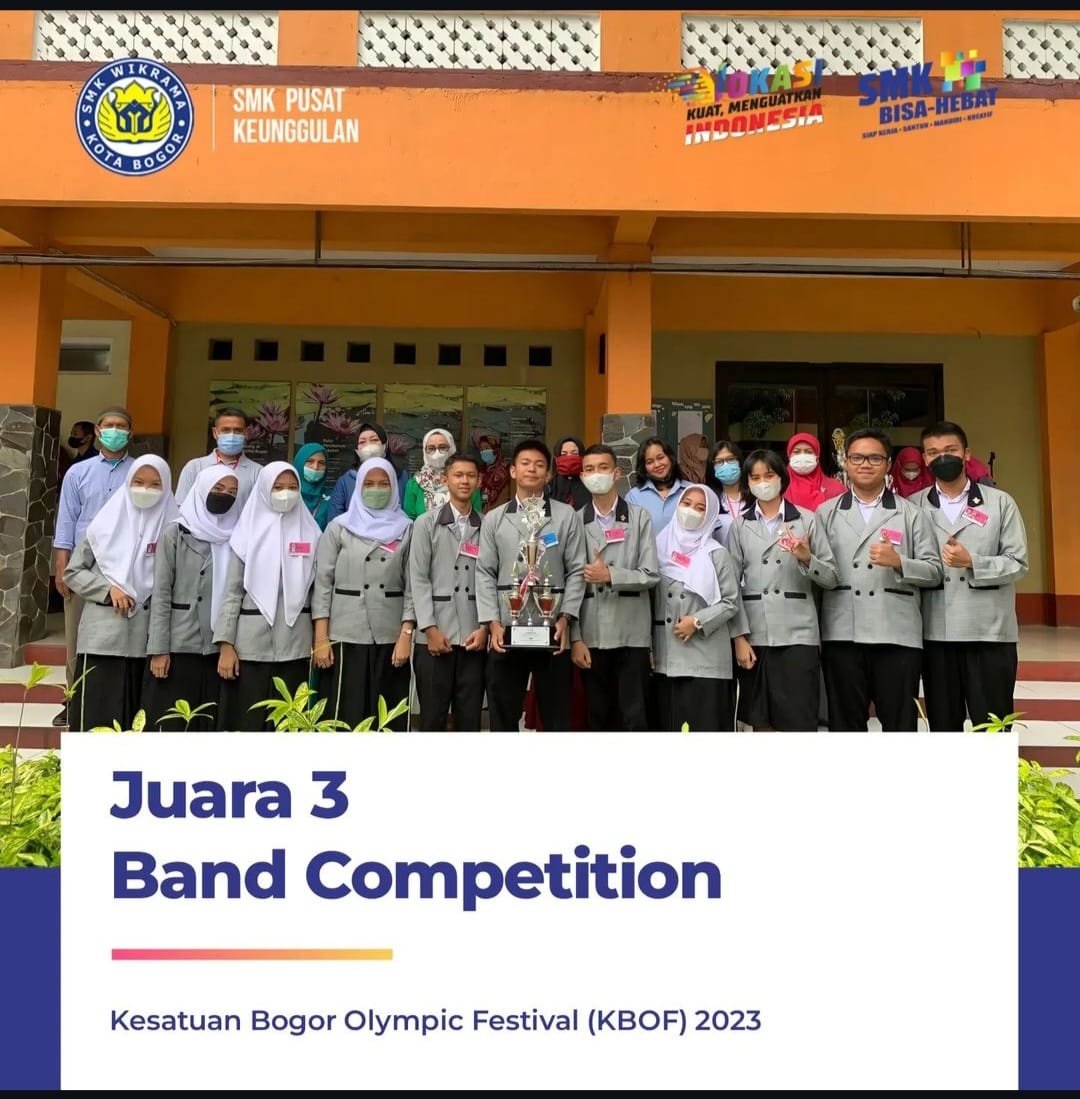 SMK WIKRAMA
KOTA BOGOR
SMK PUSAT
KEUNGGULAN
VOKASI
KUAT, MENGUATKAN
INDONESIA
SMK
BISA-HEBAT
SIAP KERJA • SANTUN • MANDIRI • KREATIF
Juara 3
Band Competition
Kesatuan Bogor Olympic Festival (KBOF) 2023